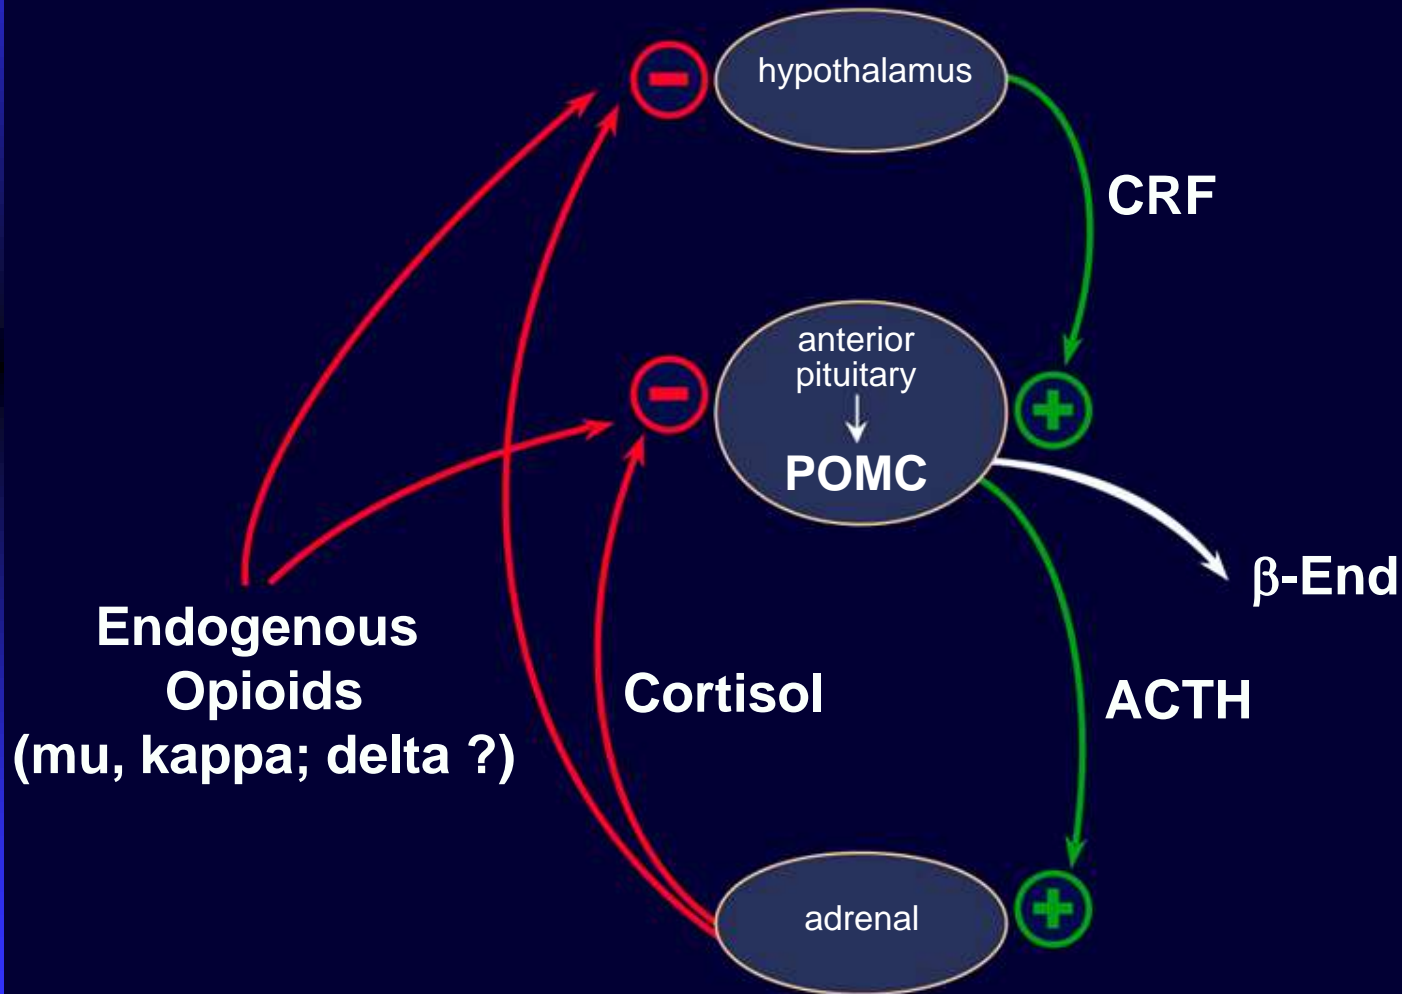 hypothalamus
CRF
anterior
pituitary
POMC
β-End
Endogenous
Opioids
(mu, kappa; delta ?)
Cortisol
ACTH
adrenal